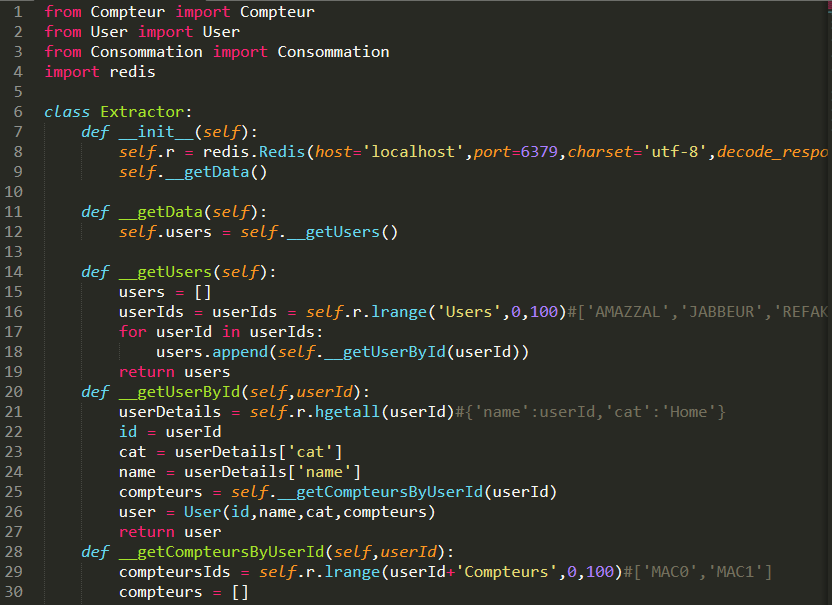 1 from Compteur import Compteur
2 from User import User
3 from Consommation import Consommation
4 import redis
5
6 class Extractor:
7     def __init__(self):
8         self.r = redis.Redis(host='localhost',port=6379,charset='utf-8',decode_respo
9         self.__getData()
10
11     def __getData(self):
12         self.users = self.__getUsers()
13
14     def __getUsers(self):
15         users = []
16         userIds = userIds = self.r.lrange('Users',0,100)#['AMAZZAL','JABBEUR','REFAK
17         for userId in userIds:
18             users.append(self.__getUserById(userId))
19         return users
20     def __getUserById(self,userId):
21         userDetails = self.r.hgetall(userId)#{'name':userId,'cat':'Home'}
22         id = userId
23         cat = userDetails['cat']
24         name = userDetails['name']
25         compteurs = self.__getCompteursByUserId(userId)
26         user = User(id,name,cat,compteurs)
27         return user
28     def __getCompteursByUserId(self,userId):
29         compteursIds = self.r.lrange(userId+'Compteurs',0,100)#['MAC0','MAC1']
30         compteurs = []